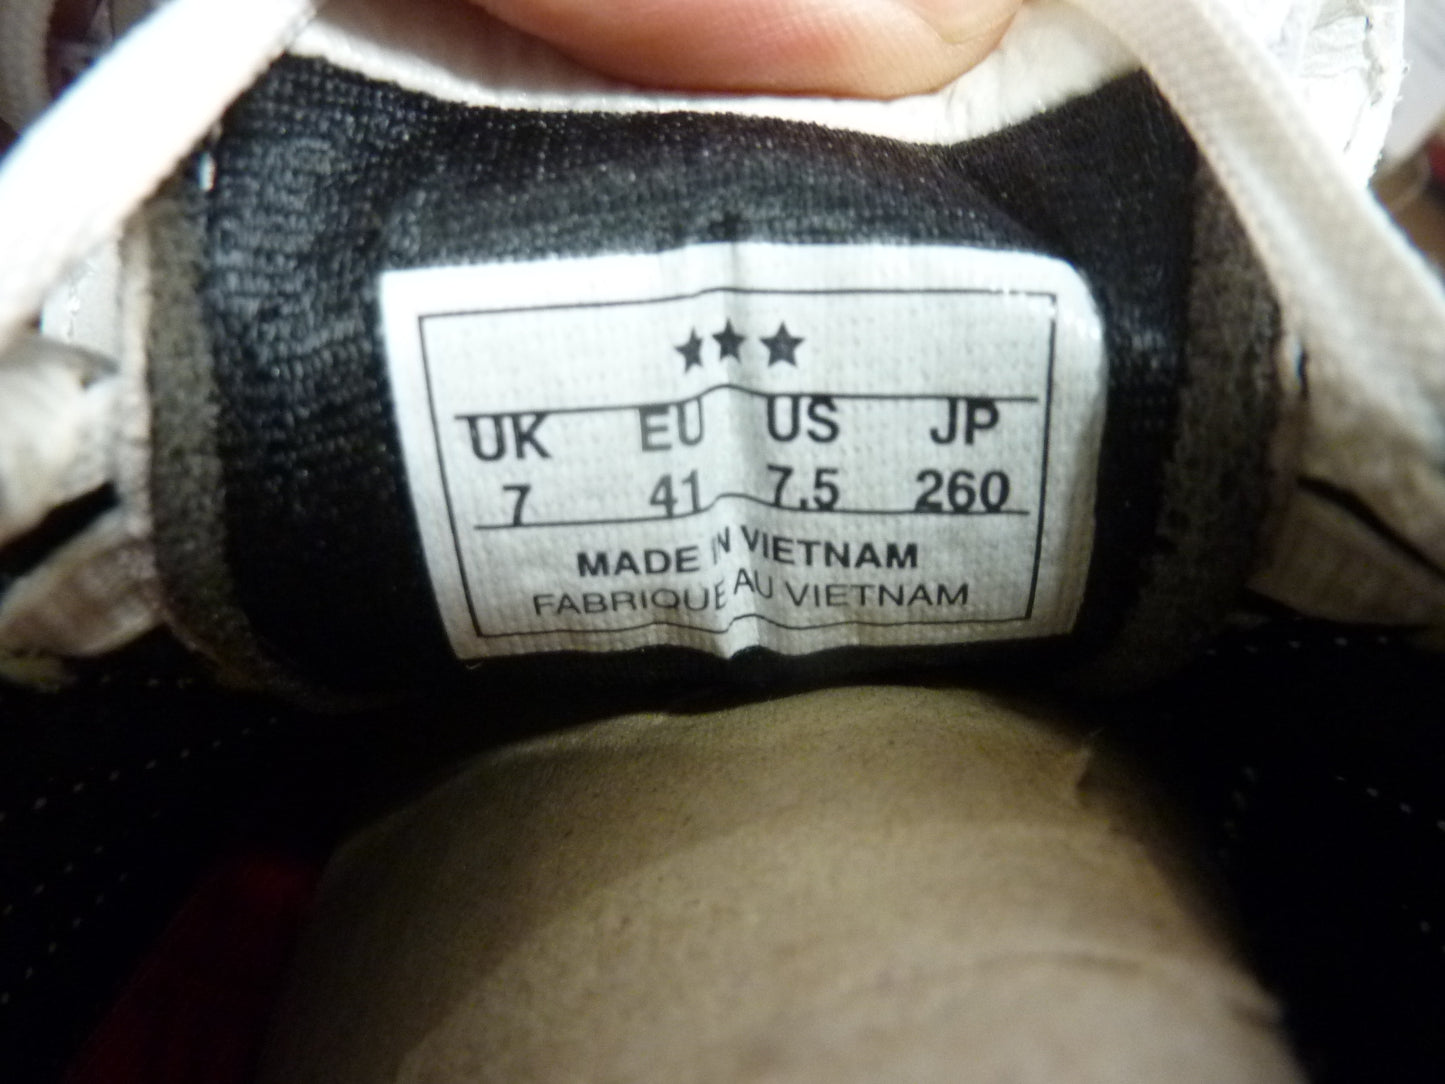 ★★★
UK EU US JP
7 41 7.5 260
MADE IN VIETNAM
FABRIQUE AU VIETNAM